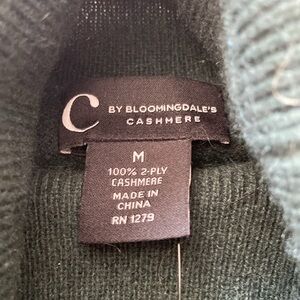 C BY BLOOMINGDALE'S
CASHMERE
M
100% 2-PLY
CASHMERE
MADE IN
CHINA
RN 1279